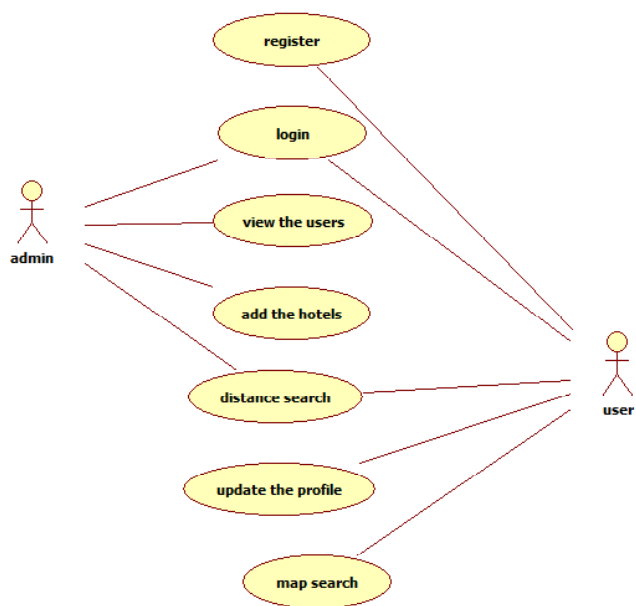 register
login
view the users
admin
add the hotels
distance search
user
update the profile
map search